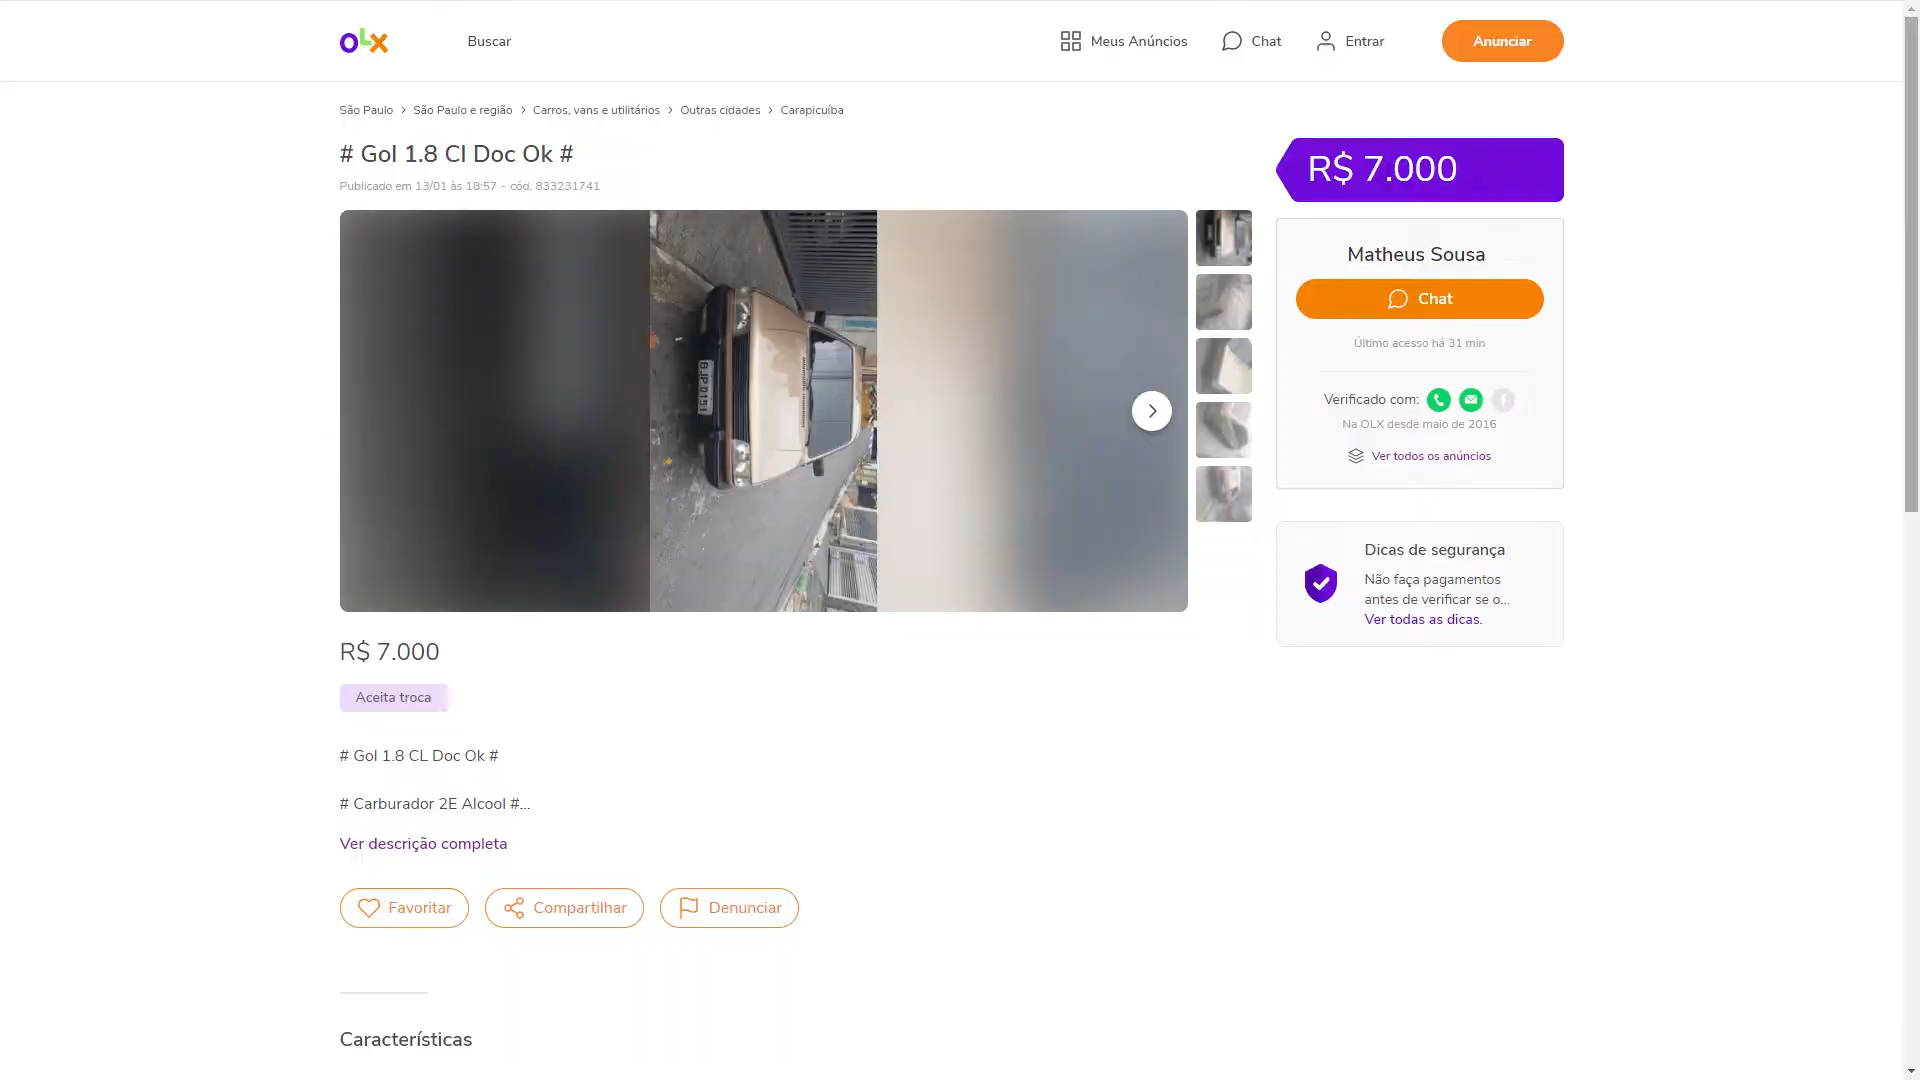 OLX
Buscar
Meus Anúncios
Chat
Entrar
Anunciar
São Paulo > São Paulo e região > Carros, vans e utilitários > Outras cidades > Carapicuíba
# Gol 1.8 Cl Doc Ok #
Publicado em 13/01 às 18:57 - cód. 833231741
BJP 0151
R$ 7.000
Aceita troca
# Gol 1.8 CL Doc Ok #
# Carburador 2E Alcool #...
Ver descrição completa
Favoritar
Compartilhar
Denunciar
Características
R$ 7.000
Matheus Sousa
Chat
Último acesso há 31 min
Verificado com:
Na OLX desde maio de 2016
Ver todos os anúncios
Dicas de segurança
Não faça pagamentos
antes de verificar se o...
Ver todas as dicas.